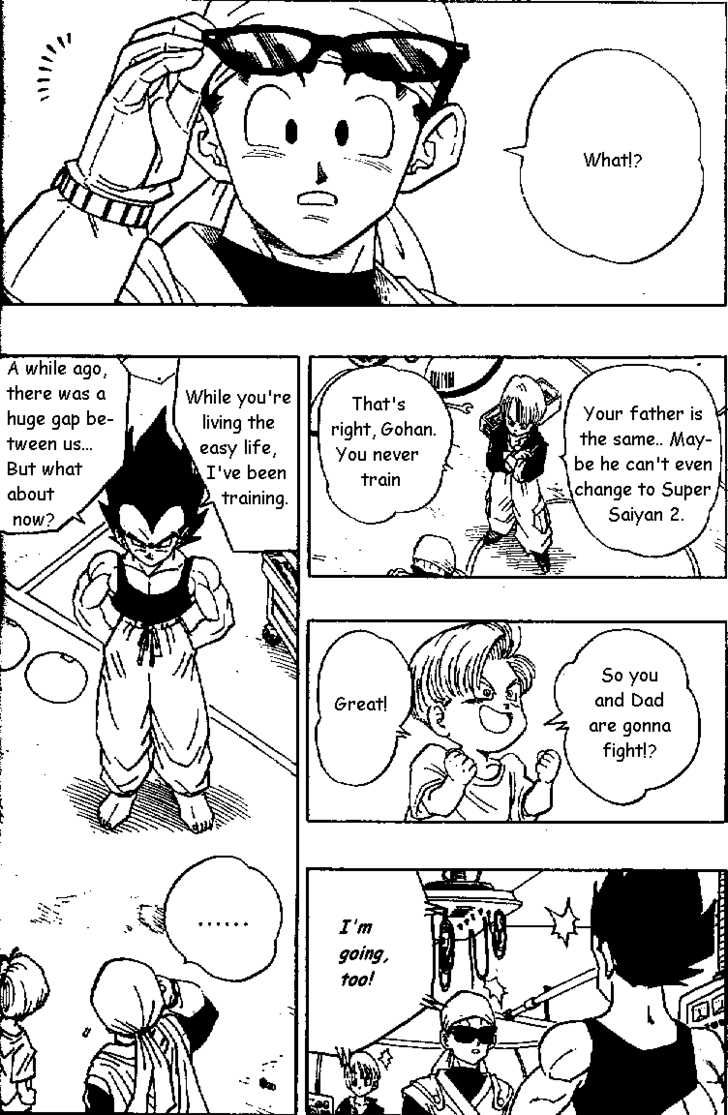 What!?
Your father is
the same.. May-
be he can't even
change to Super
Saiyan 2.
That's
right, Gohan.
You never
train
So you
and Dad
are gonna
fight!?
Great!
I'm
going,
too!
While you're
living the
easy life,
I've been
training.
A while ago,
there was a
huge gap be-
tween us...
But what
about
now?
......